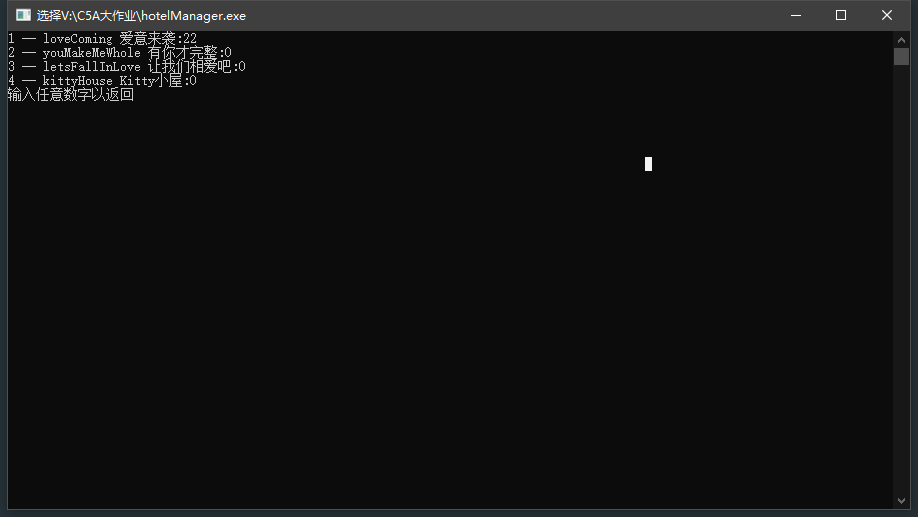 选择V:\C5A大作业\hotelManager.exe
1 — loveComing 爱意来袭:22
2 — youMakeMeWhole 有你才完整:0
3 — letsFallInLove 让我们相爱吧:0
4 — kittyHouse Kitty小屋:0
输入任意数字以返回